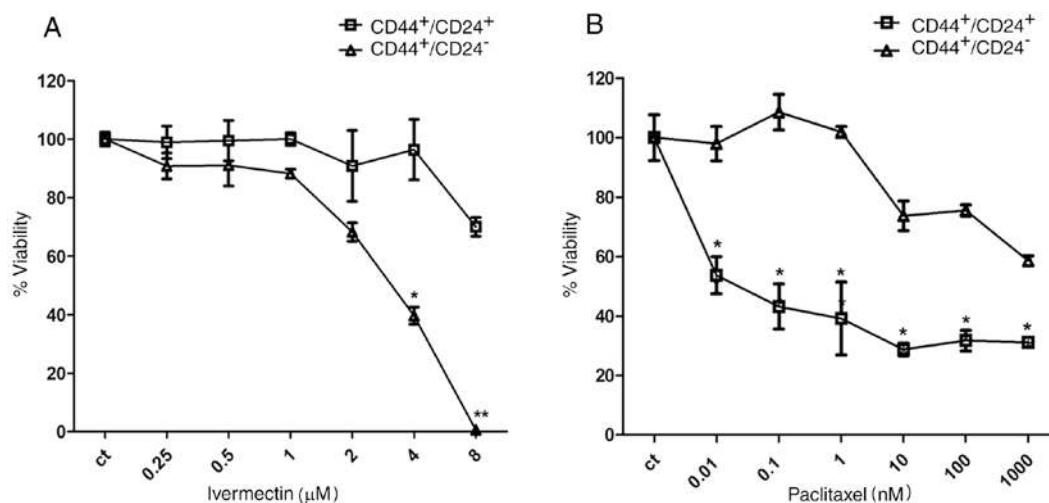 A
CD44+/CD24+
CD44+/CD24-
120
100
80
60
40
20
0
% Viability
*
**
ct
0.25
0.5
1
2
4
8
Ivermectin (μM)
B
CD44+/CD24+
CD44+/CD24-
120
100
80
60
40
20
0
% Viability
*
*
*
*
*
*
ct
0.01
0.1
1
10
100
1000
Paclitaxel (nM)